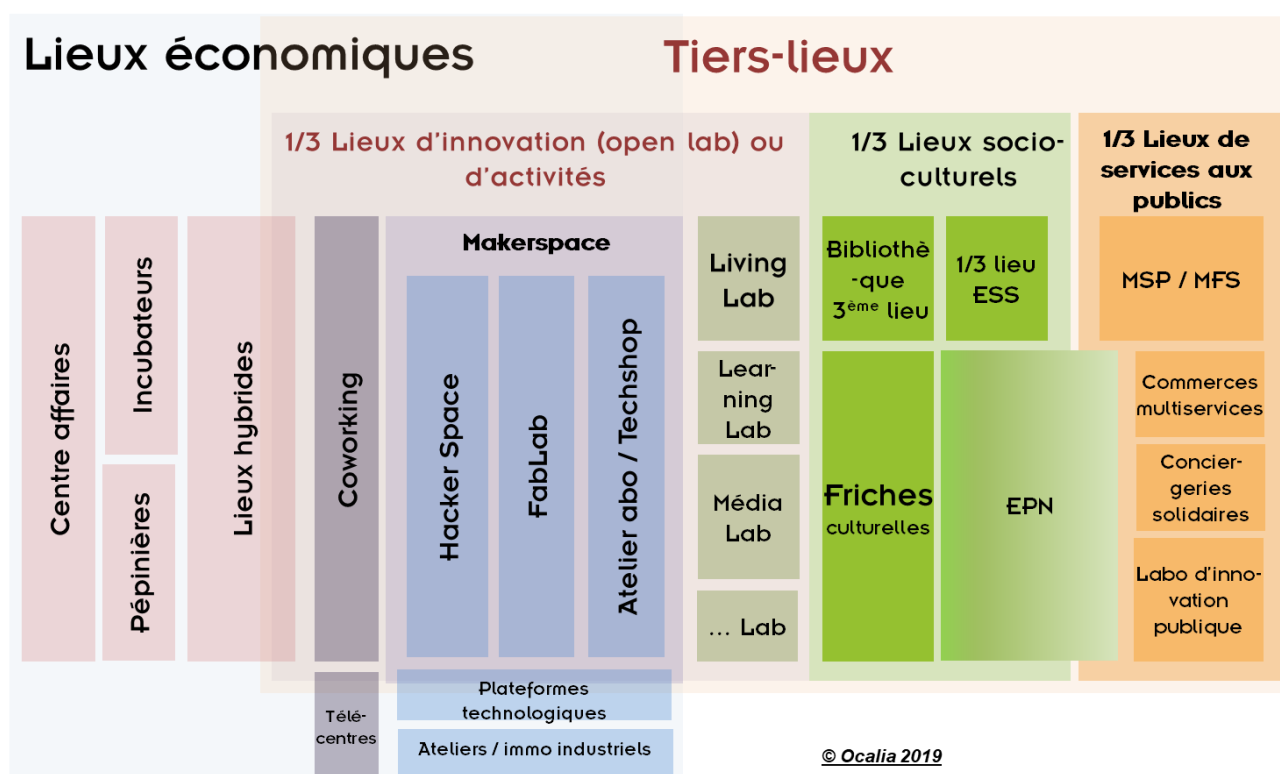 Lieux économiques
Tiers-lieux
1/3 Lieux d'innovation (open lab) ou
d'activités
1/3 Lieux socio-
culturels
1/3 Lieux de
services aux
publics
Centre affaires
Incubateurs
Pépinières
Lieux hybrides
Coworking
Makerspace
Hacker Space
FabLab
Atelier abo / Techshop
Living
Lab
Lear-
ning
Lab
Média
Lab
... Lab
Bibliothè
-que
3ème lieu
1/3 lieu
ESS
Friches
culturelles
EPN
MSP / MFS
Commerces
multiservices
Concier-
geries
solidaires
Labo d'inno-
vation
publique
Télé-
centres
Plateformes
technologiques
Ateliers / immo industriels
© Ocalia 2019